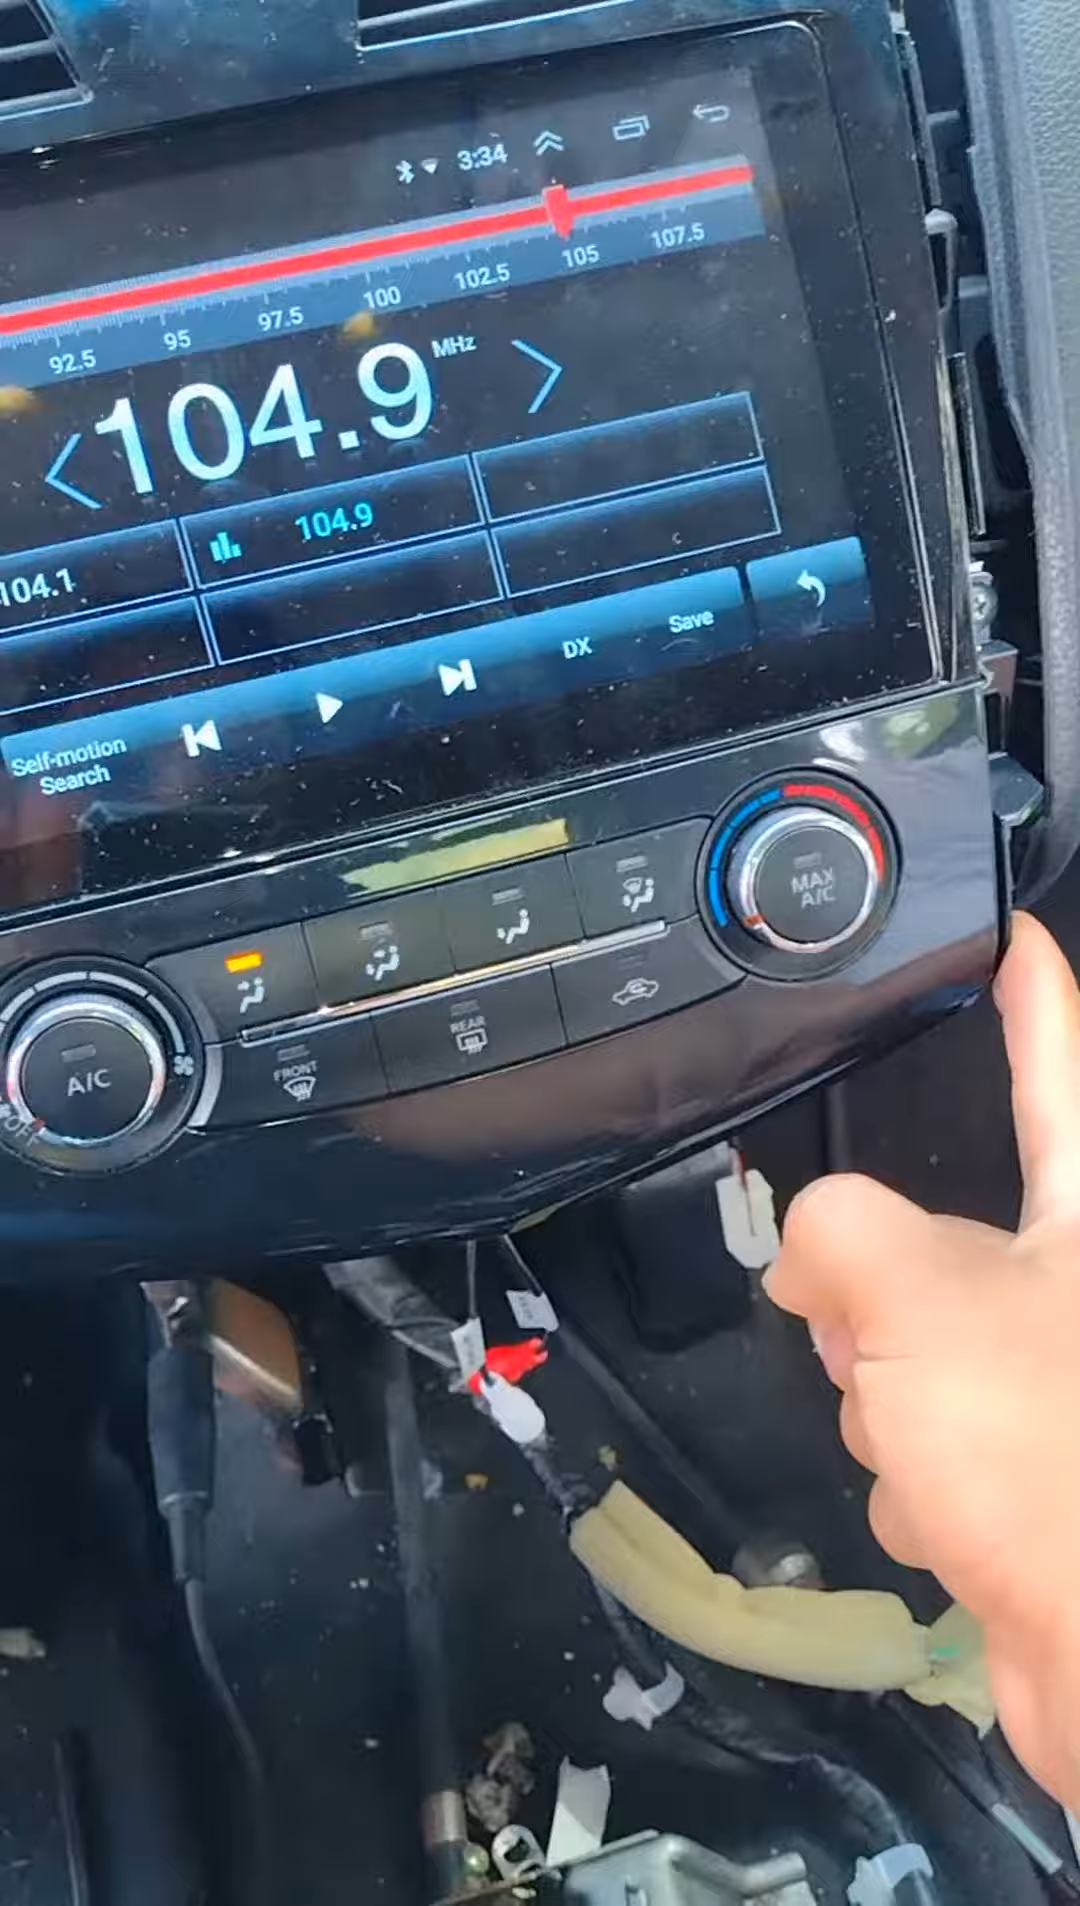 3:34
92.5 95 97.5 100 102.5 105 107.5
104.9 MHz
104.1 104.9
Self-motion
Search
DX
Save
MAX
A/C
A/C
OFF
FRONT
REAR